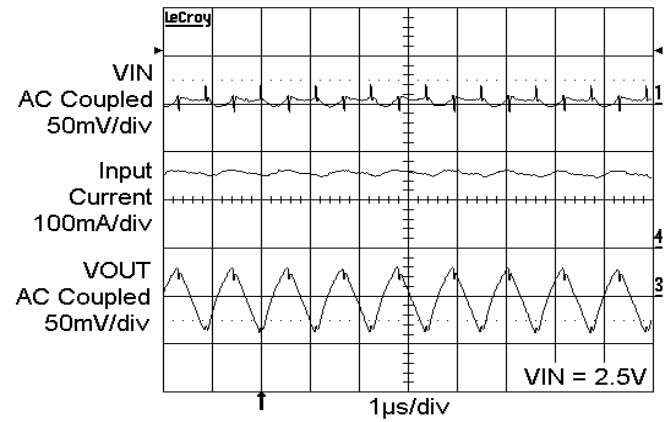 LeCroy
VIN
AC Coupled
50mV/div
1
Input
Current
100mA/div
4
VOUT
AC Coupled
50mV/div
3
VIN = 2.5V
1µs/div